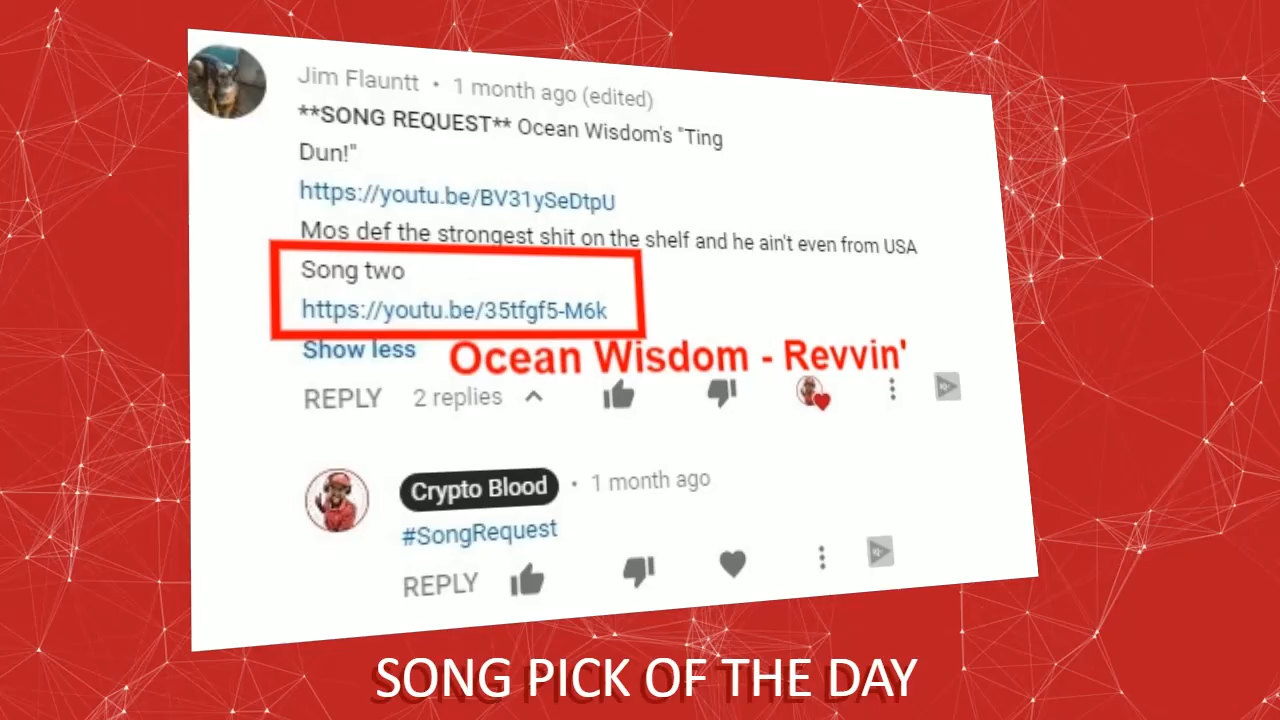 Jim Flauntt • 1 month ago (edited)
**SONG REQUEST** Ocean Wisdom's "Ting
Dun!"
https://youtu.be/BV31ySeDtpU
Mos def the strongest shit on the shelf and he ain't even from USA
Song two
https://youtu.be/35tfgf5-M6k
Show less
Ocean Wisdom - Revvin'
REPLY 2 replies
Crypto Blood • 1 month ago
#SongRequest
REPLY
SONG PICK OF THE DAY